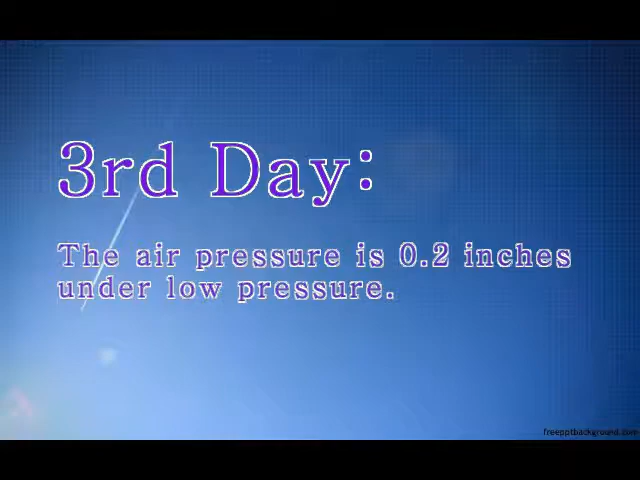 3rd Day:
The air pressure is 0.2 inches
under low pressure.
freepptbackground.com